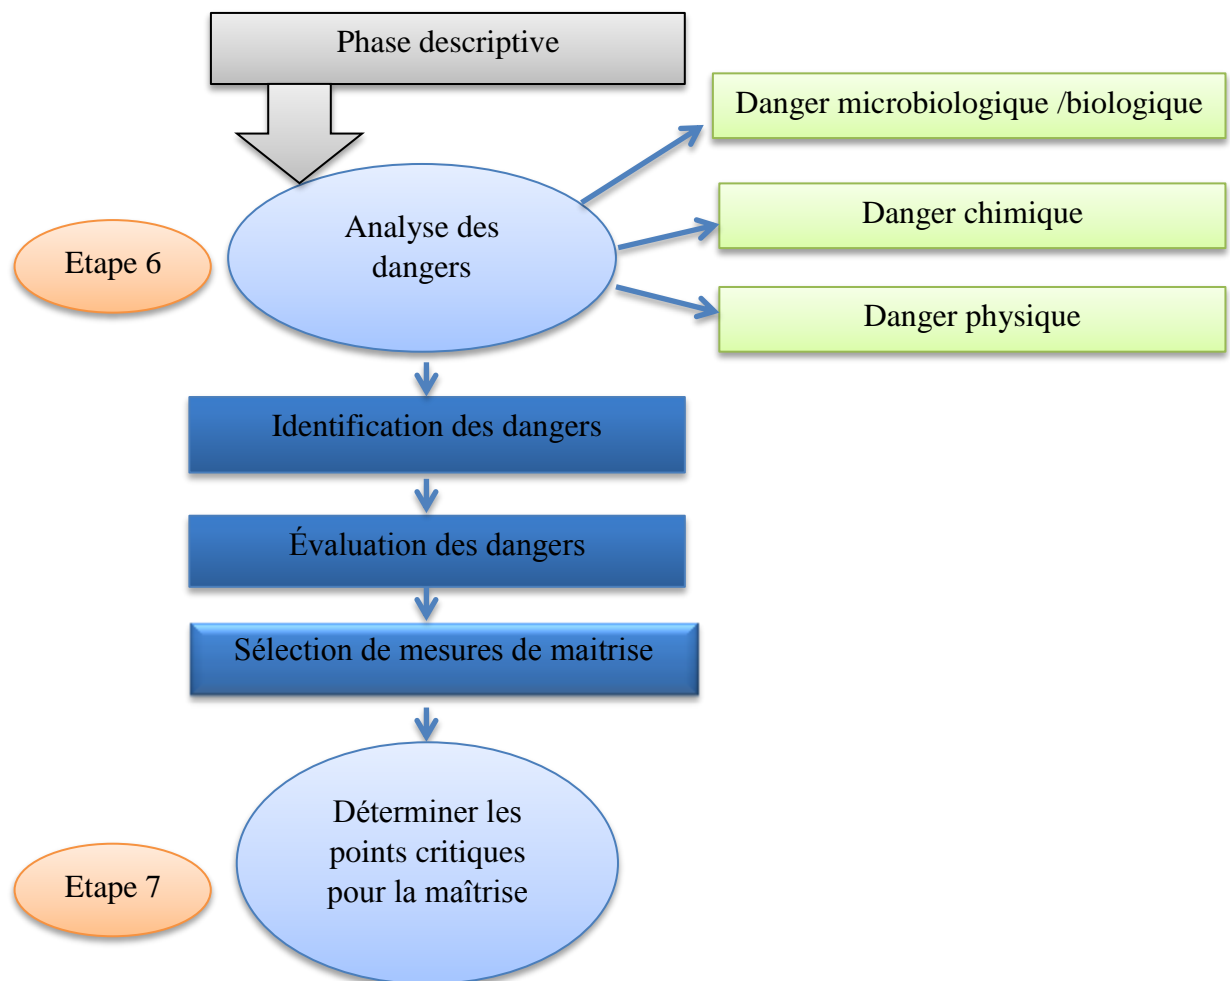 Phase descriptive
Danger microbiologique /biologique
Danger chimique
Danger physique
Etape 6
Analyse des
dangers
Identification des dangers
Évaluation des dangers
Sélection de mesures de maitrise
Etape 7
Déterminer les
points critiques
pour la maîtrise